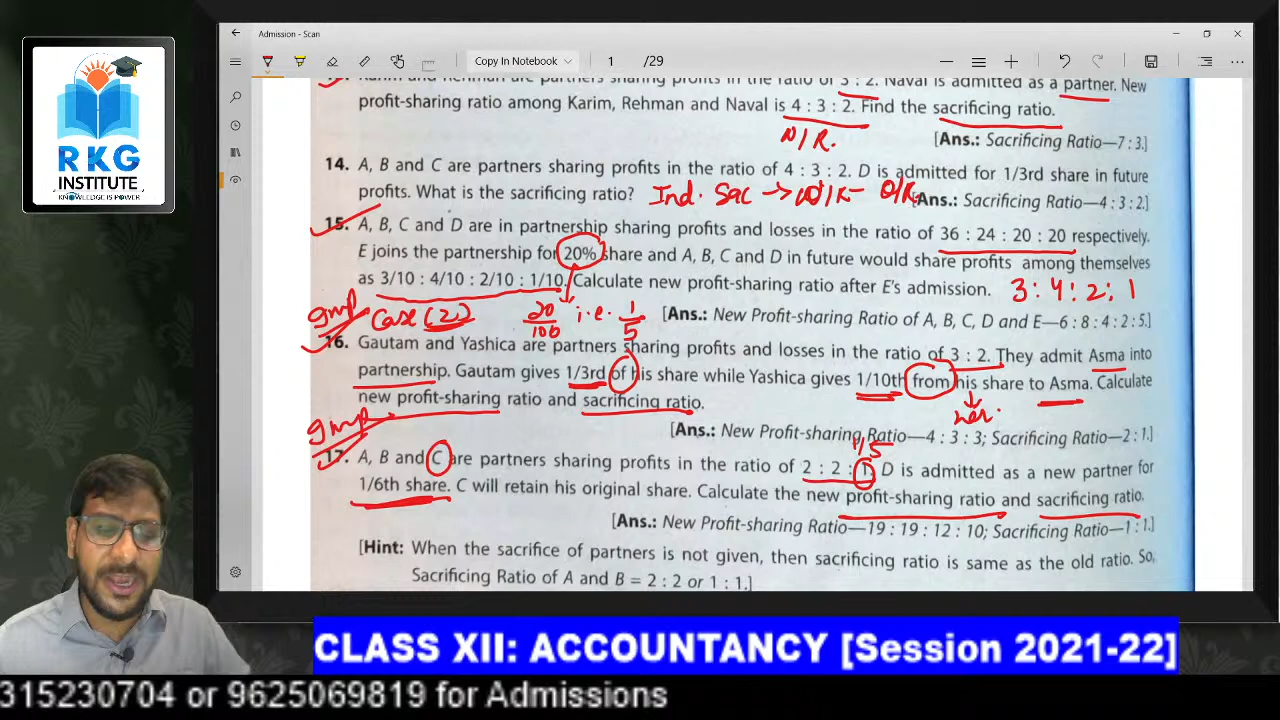 Admission - Scan
Copy In Notebook
1 /29
RKG
INSTITUTE
KNOWLEDGE IS POWER
Karim and Rehman are partners sharing profits in the ratio of 3 : 2. Naval is admitted as a partner. New
profit-sharing ratio among Karim, Rehman and Naval is 4 : 3 : 2. Find the sacrificing ratio.
N/R.
[Ans.: Sacrificing Ratio—7 : 3.]
14. A, B and C are partners sharing profits in the ratio of 4 : 3 : 2. D is admitted for 1/3rd share in future
profits. What is the sacrificing ratio? Ind. Sac → O/R
[Ans.: Sacrificing Ratio—4 : 3 : 2.]
15. A, B, C and D are in partnership sharing profits and losses in the ratio of 36 : 24 : 20 : 20 respectively.
E joins the partnership for 20% share and A, B, C and D in future would share profits among themselves
as 3/10 : 4/10 : 2/10 : 1/10. Calculate new profit-sharing ratio after E's admission. 3 : 4 : 2 : 1
gmp Case (2) 20/100 i.e. 1/5
[Ans.: New Profit-sharing Ratio of A, B, C, D and E—6 : 8 : 4 : 2 : 5.]
16. Gautam and Yashica are partners sharing profits and losses in the ratio of 3 : 2. They admit Asma into
partnership. Gautam gives 1/3rd of his share while Yashica gives 1/10th from his share to Asma. Calculate
new profit-sharing ratio and sacrificing ratio.
her.
gmp
[Ans.: New Profit-sharing Ratio—4 : 3 : 3; Sacrificing Ratio—2 : 1.]
1/5
17. A, B and C are partners sharing profits in the ratio of 2 : 2 : 1. D is admitted as a new partner for
1/6th share. C will retain his original share. Calculate the new profit-sharing ratio and sacrificing ratio.
[Ans.: New Profit-sharing Ratio—19 : 19 : 12 : 10; Sacrificing Ratio—1 : 1.]
[Hint: When the sacrifice of partners is not given, then sacrificing ratio is same as the old ratio. So,
Sacrificing Ratio of A and B = 2 : 2 or 1 : 1.]
CLASS XII: ACCOUNTANCY [Session 2021-22]
315230704 or 9625069819 for Admissions